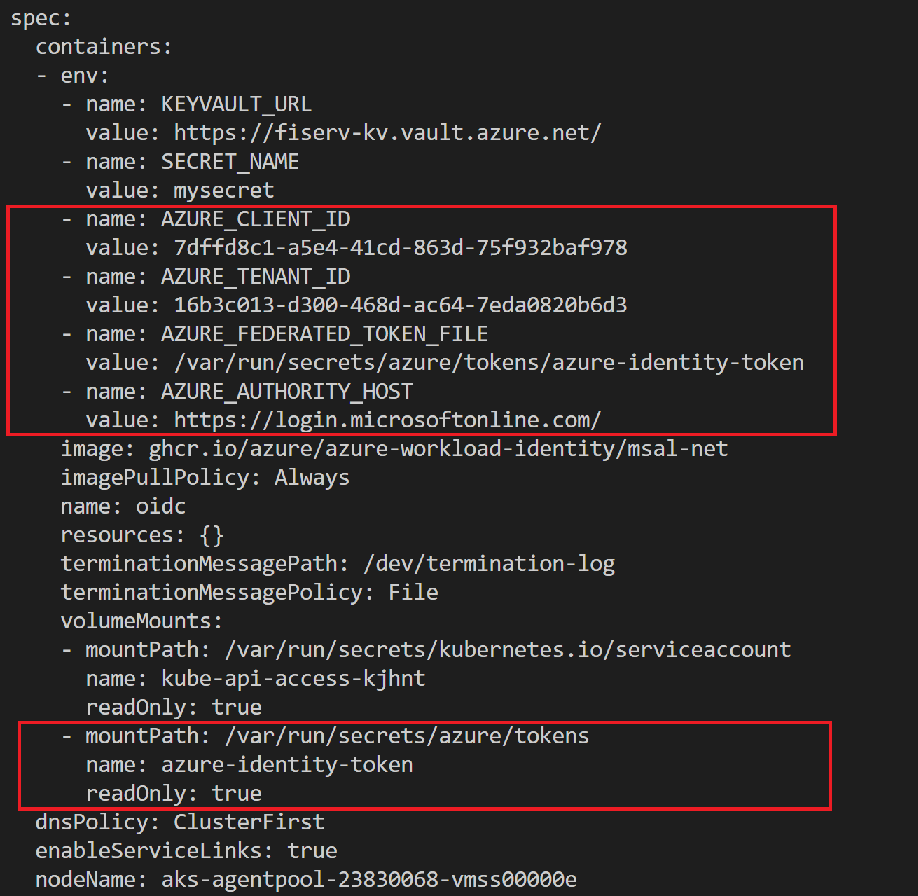 spec:
containers:
- env:
- name: KEYVAULT_URL
value: https://fiserv-kv.vault.azure.net/
- name: SECRET_NAME
value: mysecret
- name: AZURE_CLIENT_ID
value: 7dffd8c1-a5e4-41cd-863d-75f932baf978
- name: AZURE_TENANT_ID
value: 16b3c013-d300-468d-ac64-7eda0820b6d3
- name: AZURE_FEDERATED_TOKEN_FILE
value: /var/run/secrets/azure/tokens/azure-identity-token
- name: AZURE_AUTHORITY_HOST
value: https://login.microsoftonline.com/
image: ghcr.io/azure/azure-workload-identity/msal-net
imagePullPolicy: Always
name: oidc
resources: {}
terminationMessagePath: /dev/termination-log
terminationMessagePolicy: File
volumeMounts:
- mountPath: /var/run/secrets/kubernetes.io/serviceaccount
name: kube-api-access-kjhnt
readOnly: true
- mountPath: /var/run/secrets/azure/tokens
name: azure-identity-token
readOnly: true
dnsPolicy: ClusterFirst
enableServiceLinks: true
nodeName: aks-agentpool-23830068-vmss00000e